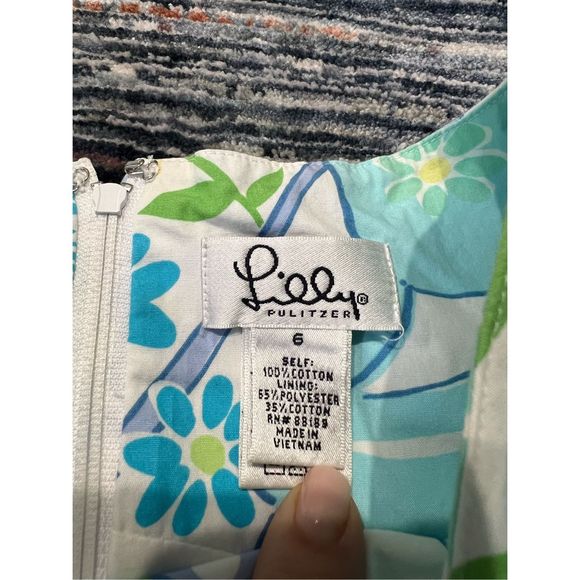 Lilly®
PULITZER
6
SELF:
100%COTTON
LINING:
65%POLYESTER
35%COTTON
RN# 88189
MADE IN
VIETNAM